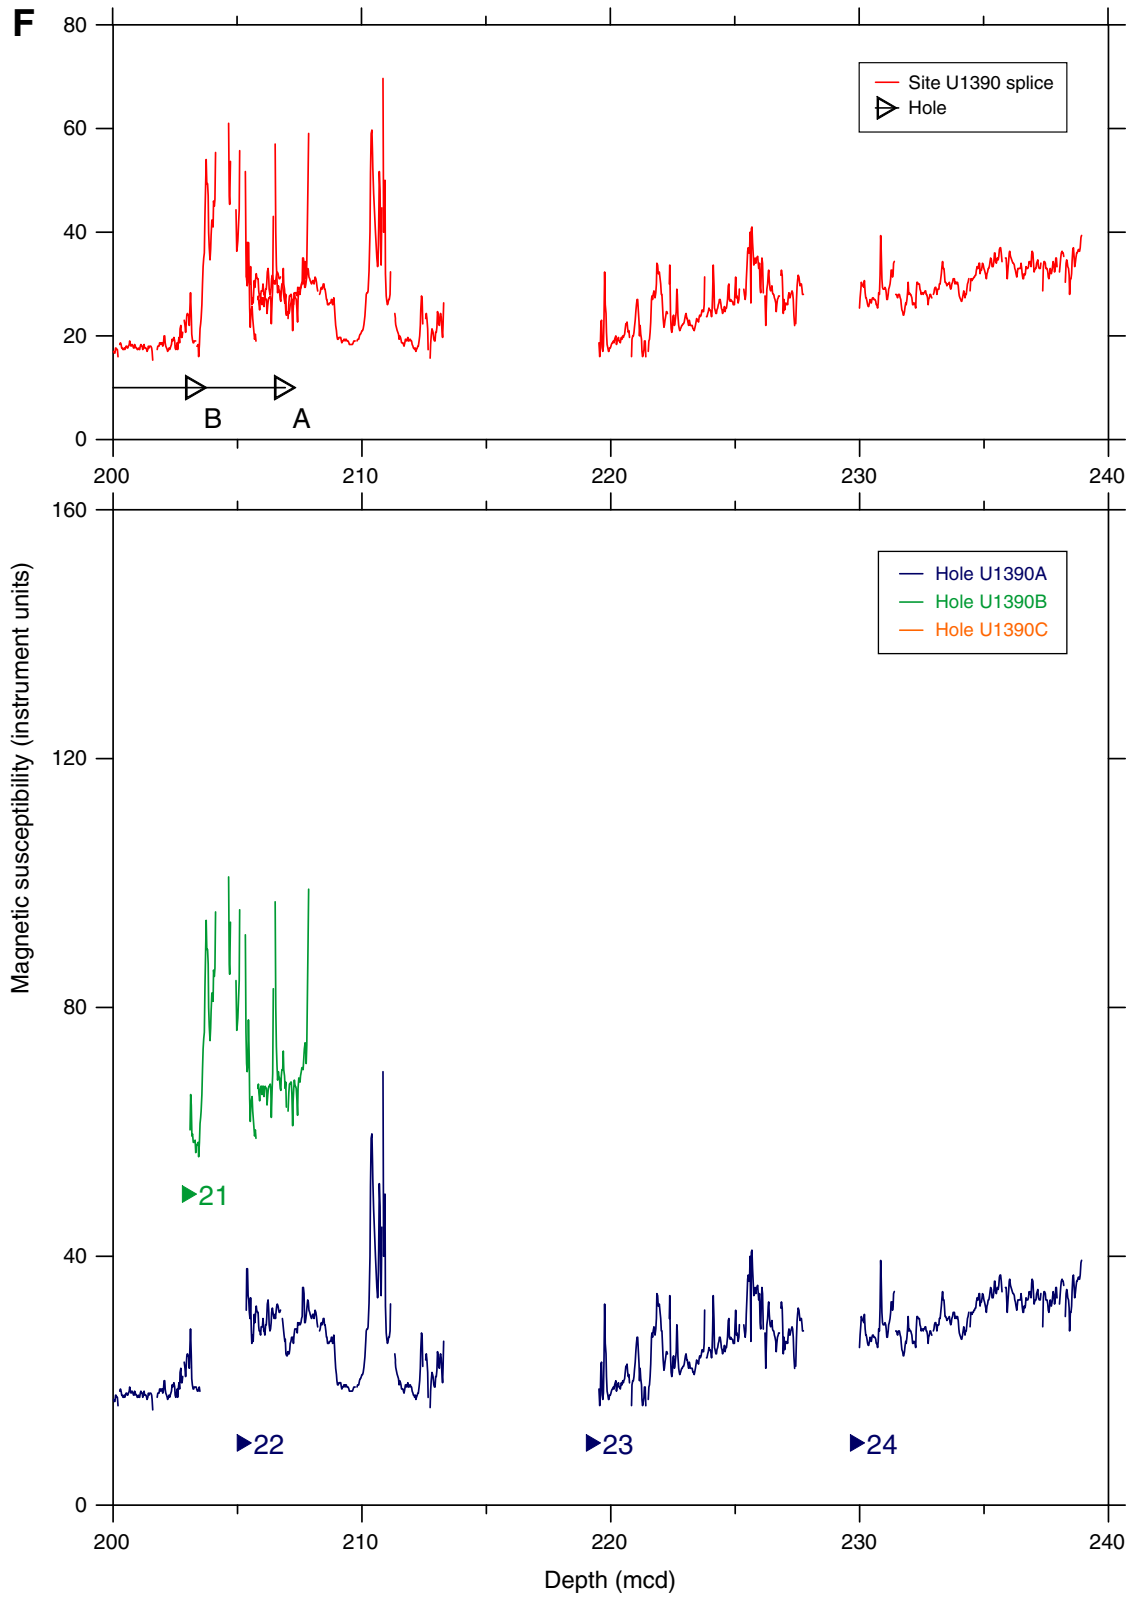 F
80
60
40
20
0
Site U1390 splice
Hole
B
A
200
210
220
230
240
Magnetic susceptibility (instrument units)
160
120
80
40
0
Hole U1390A
Hole U1390B
Hole U1390C
21
22
23
24
200
210
220
230
240
Depth (mcd)